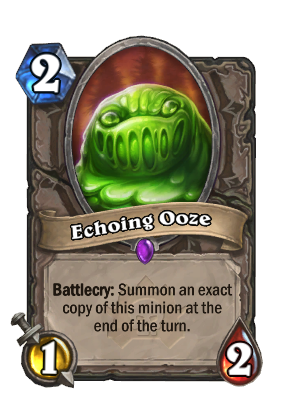 2
Echoing Ooze
Battlecry: Summon an exact
copy of this minion at the
end of the turn.
1
2